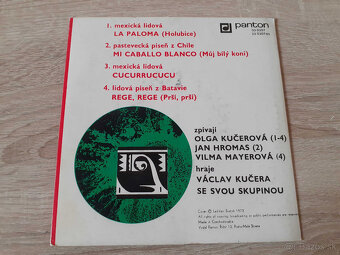 panton
1. mexická lidová
LA PALOMA (Holubice)
2. pastevecká píseň z Chile
MI CABALLO BLANCO (Můj bílý koni)
3. mexická lidová
CUCURRUCUCU
4. lidová píseň z Batavie
REGE, REGE (Prší, prší)
zpívají
OLGA KUČEROVÁ (1-4)
JAN HROMAS (2)
VILMA MAYEROVÁ (4)
hraje
VÁCLAV KUČERA
SE SVOU SKUPINOU
Made in Czechoslovakia